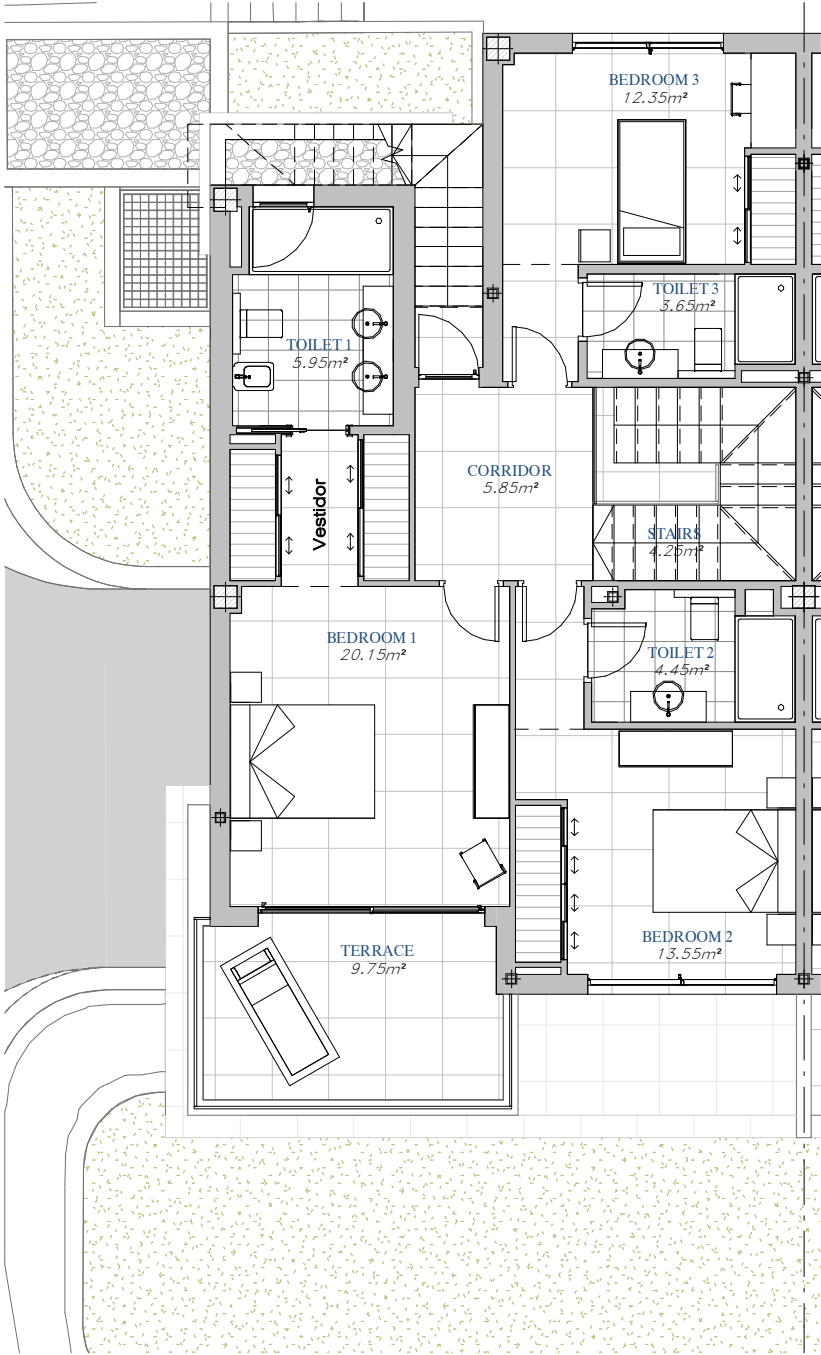 BEDROOM 3
12.35m²
TOILET 3
3.65m²
TOILET 1
5.95m²
CORRIDOR
5.85m²
Vestidor
STAIRS
4.25m²
BEDROOM 1
20.15m²
TOILET 2
4.45m²
BEDROOM 2
13.55m²
TERRACE
9.75m²